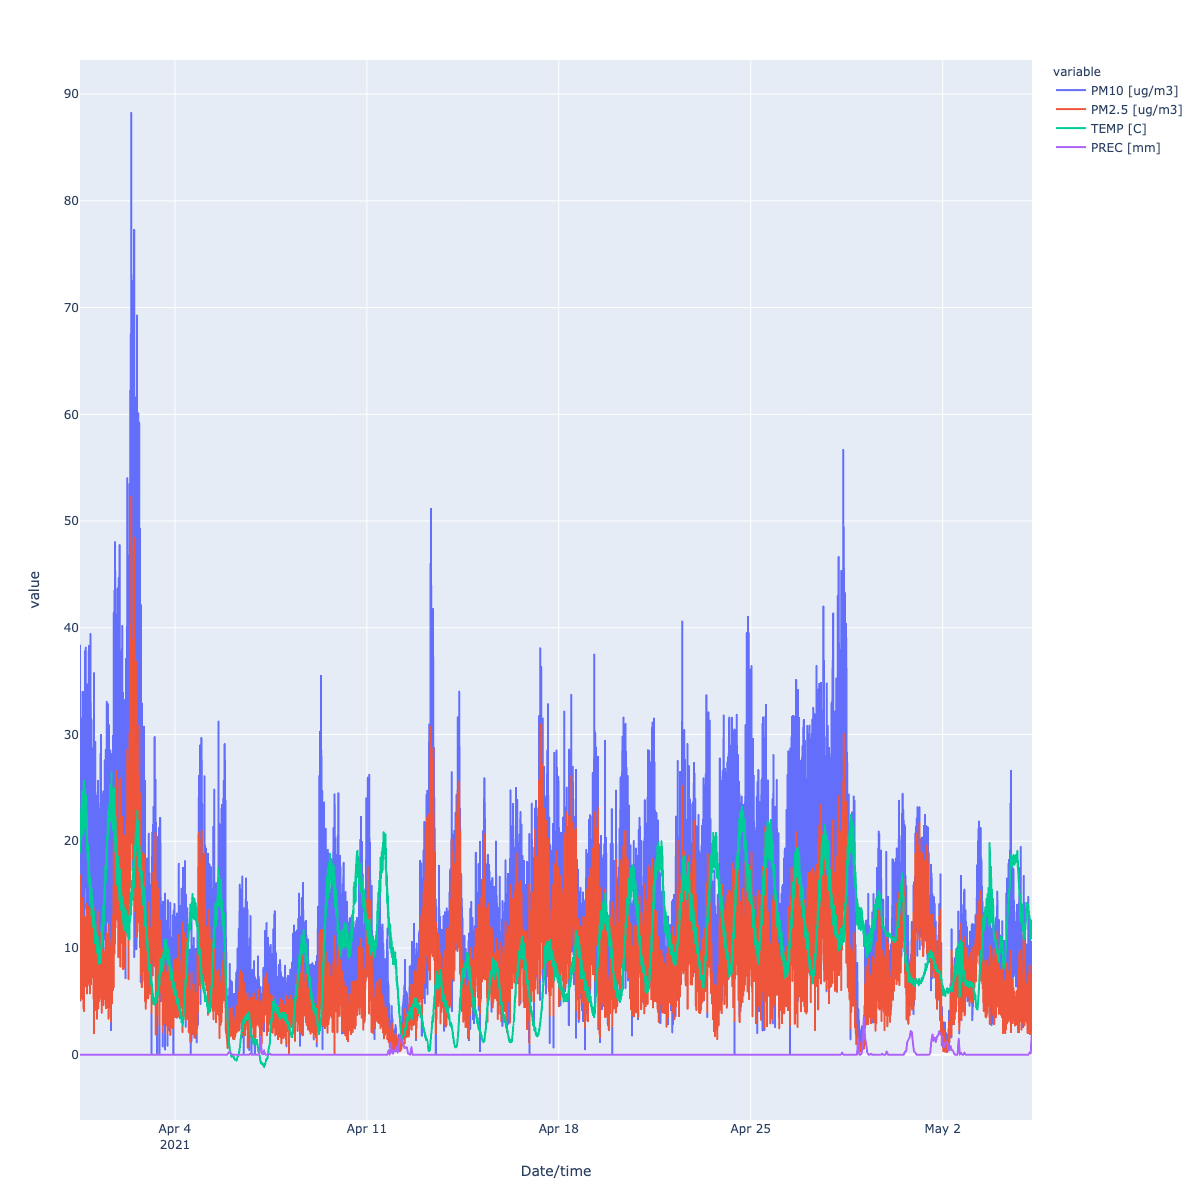 variable
PM10 [ug/m3]
PM2.5 [ug/m3]
TEMP [C]
PREC [mm]
90
80
70
60
50
40
30
20
10
0
value
Apr 4
2021
Apr 11
Apr 18
Apr 25
May 2
Date/time